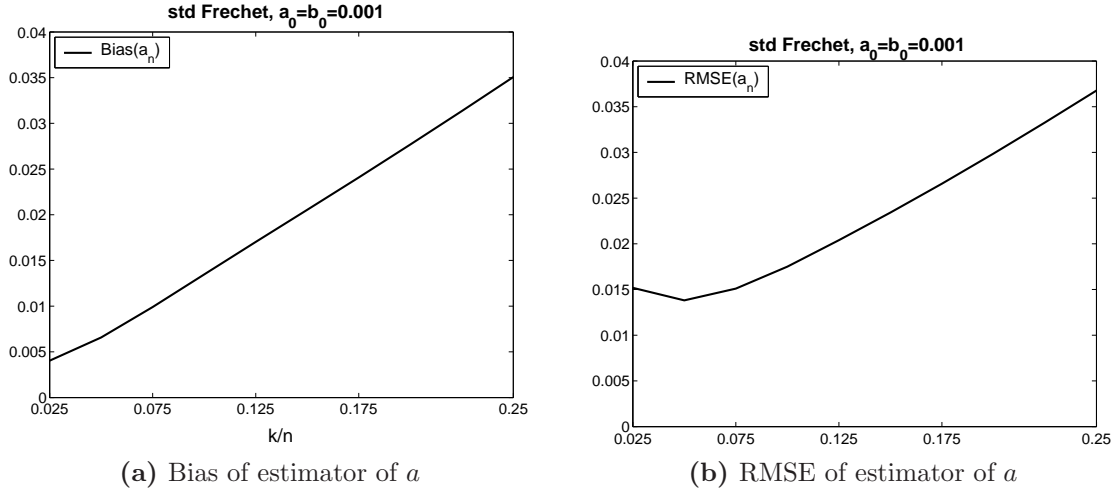 std Frechet, a0=b0=0.001
Bias(an)
0.04
0.035
0.03
0.025
0.02
0.015
0.01
0.005
0
0.025 0.075 0.125 0.175 0.25
k/n
(a) Bias of estimator of a
std Frechet, a0=b0=0.001
RMSE(an)
0.04
0.035
0.03
0.025
0.02
0.015
0.01
0.005
0
0.025 0.075 0.125 0.175 0.25
(b) RMSE of estimator of a